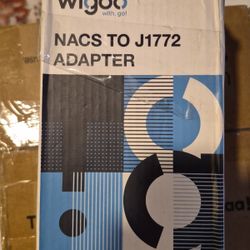 wigoo
with, go!
NACS TO J1772
ADAPTER